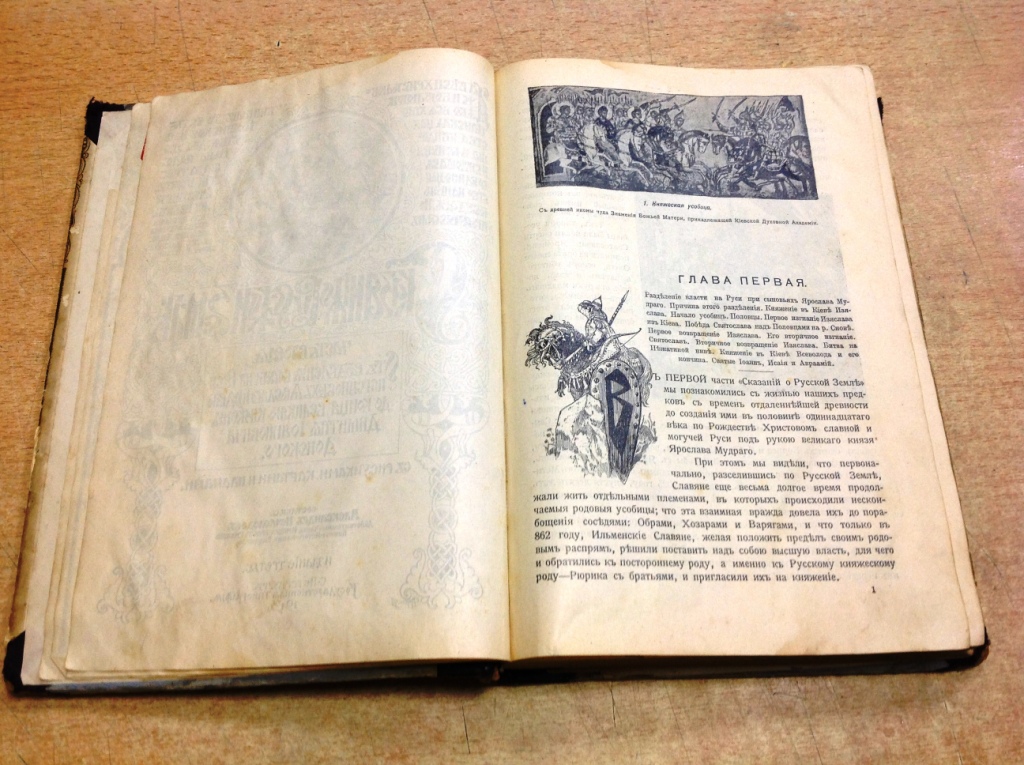 I. Княжеская усобица.
Съ древней иконы чуда Знаменія Божьей Матери, принадлежащей Кіевской Духовной Академіи.
ГЛАВА ПЕРВАЯ.
Раздѣленіе власти на Руси при сыновьяхъ Ярослава Му-
драго. Причина этого раздѣленія. Княженіе въ Кіевѣ Изя-
слава. Начало усобицъ. Половцы. Первое изгнаніе Изяслава
изъ Кіева. Побѣда Святослава надъ Половцами на р. Сновѣ.
Первое возвращеніе Изяслава. Его вторичное изгнаніе.
Святославъ. Вторичное возвращеніе Изяслава. Битва на
Нѣжатиной нивѣ. Княженіе въ Кіевѣ Всеволода и его
кончина. Святые Іоаннъ, Исаія и Авраамій.
ВЪ ПЕРВОЙ части «Сказаній о Русской Землѣ»
мы познакомились съ жизнью нашихъ пред-
ковъ съ временъ отдаленнѣйшей древности
до созданія ими въ половинѣ одиннадцатаго
вѣка по Рождествѣ Христовомъ славной и
могучей Руси подъ рукою великаго князя
Ярослава Мудраго.
При этомъ мы видѣли, что первона-
чально, разселившись по Русской Землѣ,
Славяне еще весьма долгое время продол-
жали жить отдѣльными племенами, въ которыхъ происходили нескон-
чаемыя родовыя усобицы; что эта взаимная вражда довела ихъ до пора-
бощенія сосѣдями: Обрами, Хозарами и Варягами, и что только въ
862 году, Ильменскіе Славяне, желая положить предѣлъ своимъ родо-
вымъ распрямъ, рѣшили поставить надъ собою высшую власть, для чего
и обратились къ постороннему роду, а именно къ Русскому княжескому
роду—Рюрика съ братьями, и пригласили ихъ на княженіе.
1